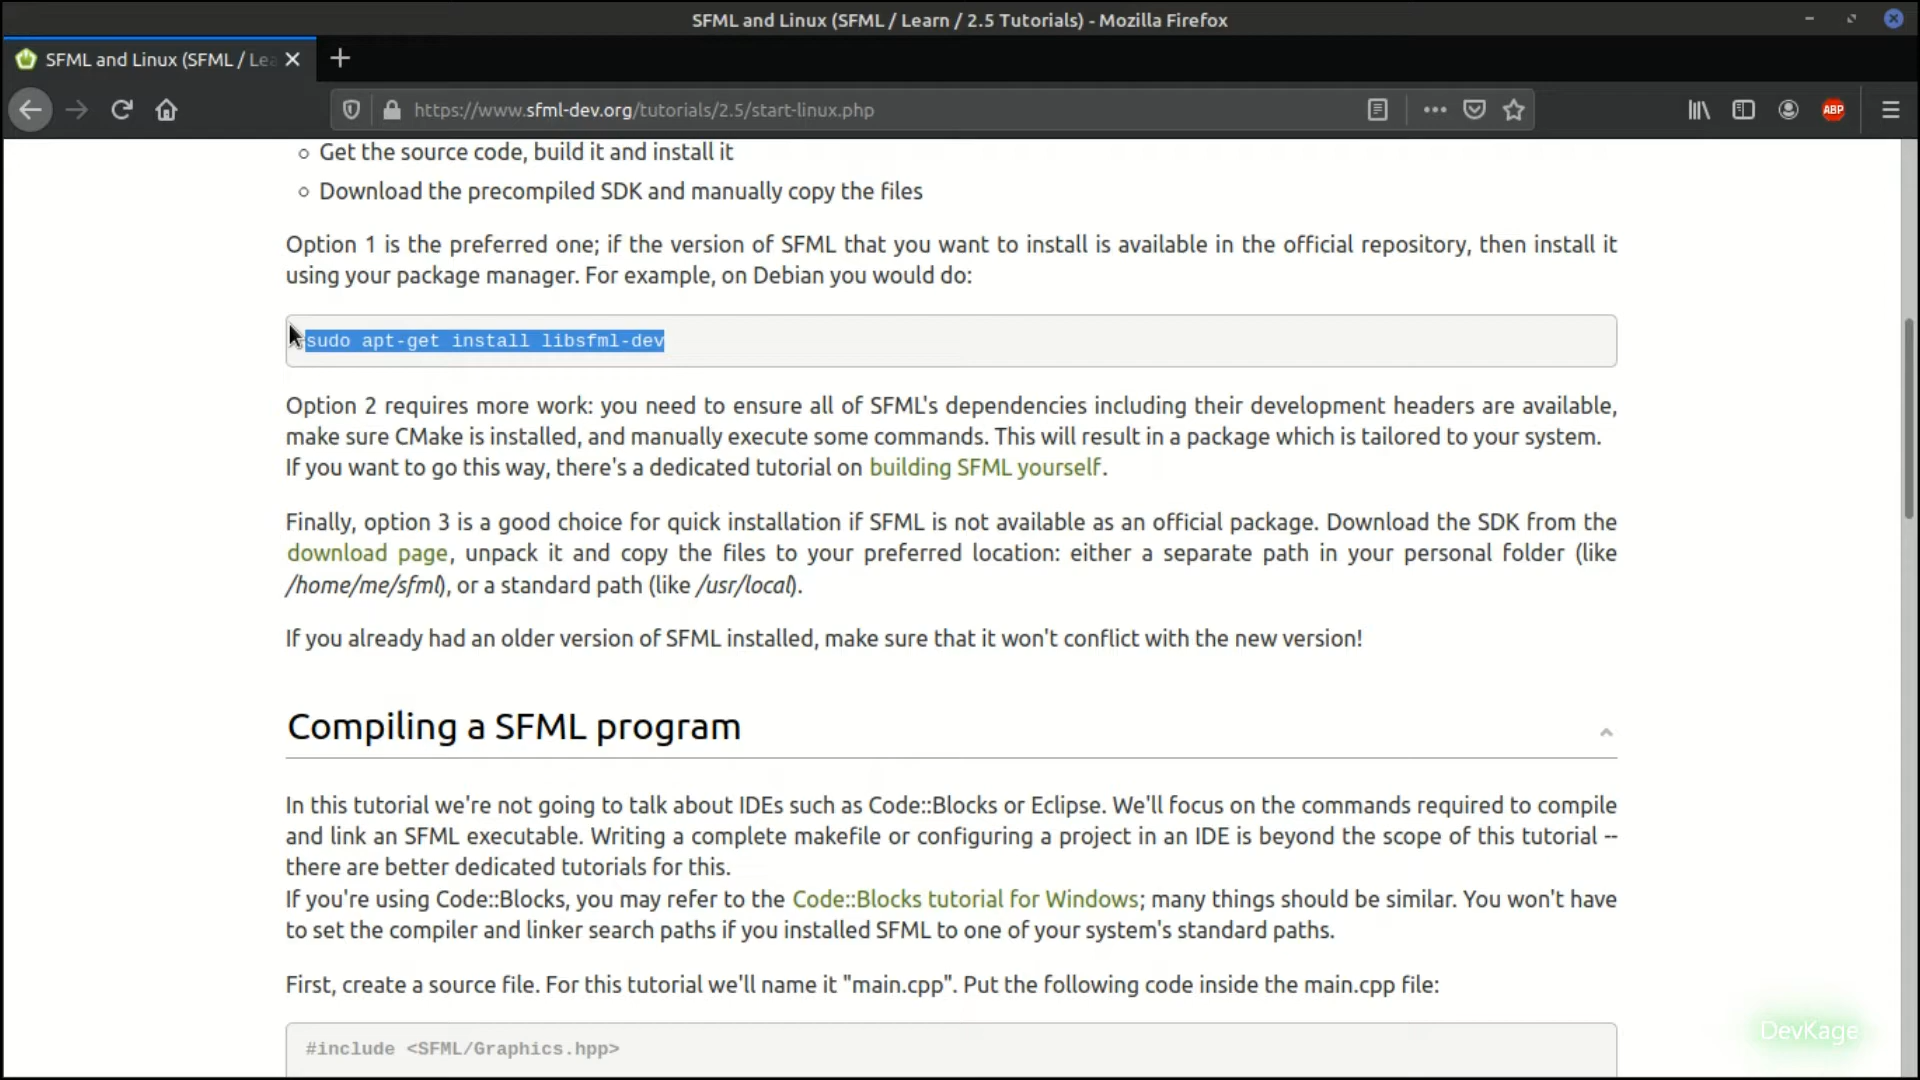 SFML and Linux (SFML / Learn / 2.5 Tutorials) - Mozilla Firefox
SFML and Linux (SFML / Lea
https://www.sfml-dev.org/tutorials/2.5/start-linux.php
ABP
Get the source code, build it and install it
Download the precompiled SDK and manually copy the files
Option 1 is the preferred one; if the version of SFML that you want to install is available in the official repository, then install it
using your package manager. For example, on Debian you would do:
sudo apt-get install libsfml-dev
Option 2 requires more work: you need to ensure all of SFML's dependencies including their development headers are available,
make sure CMake is installed, and manually execute some commands. This will result in a package which is tailored to your system.
If you want to go this way, there's a dedicated tutorial on building SFML yourself.
Finally, option 3 is a good choice for quick installation if SFML is not available as an official package. Download the SDK from the
download page, unpack it and copy the files to your preferred location: either a separate path in your personal folder (like
/home/me/sfml), or a standard path (like /usr/local).
If you already had an older version of SFML installed, make sure that it won't conflict with the new version!
Compiling a SFML program
In this tutorial we're not going to talk about IDEs such as Code::Blocks or Eclipse. We'll focus on the commands required to compile
and link an SFML executable. Writing a complete makefile or configuring a project in an IDE is beyond the scope of this tutorial --
there are better dedicated tutorials for this.
If you're using Code::Blocks, you may refer to the Code::Blocks tutorial for Windows; many things should be similar. You won't have
to set the compiler and linker search paths if you installed SFML to one of your system's standard paths.
First, create a source file. For this tutorial we'll name it "main.cpp". Put the following code inside the main.cpp file:
#include <SFML/Graphics.hpp>
DevKage